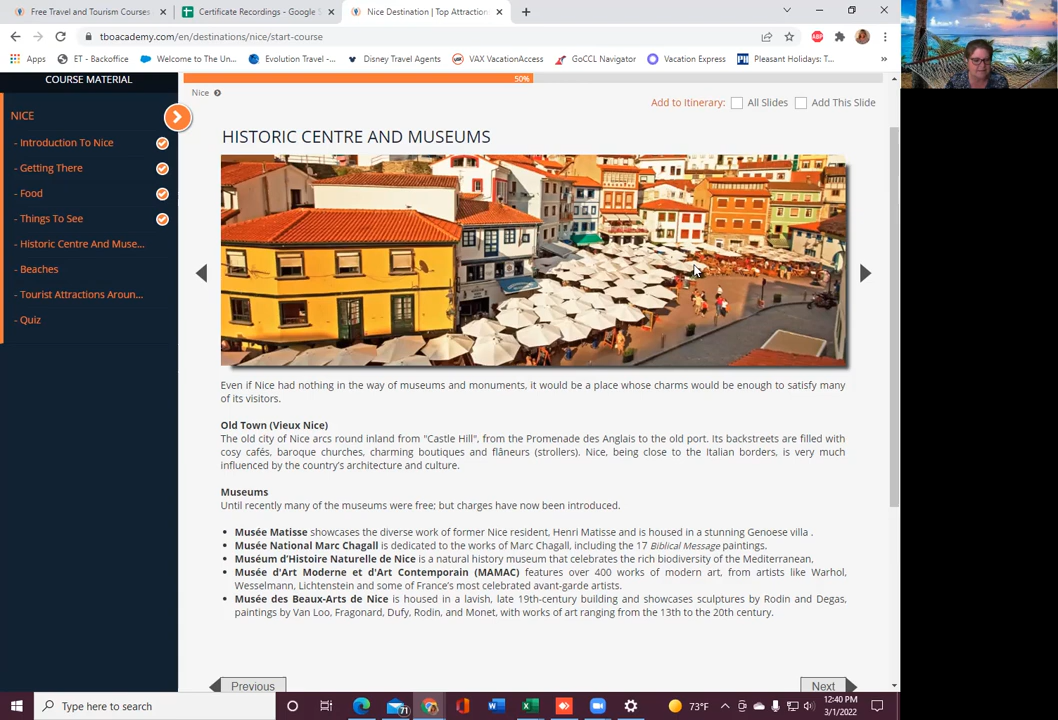 Free Travel and Tourism Courses
Certificate Recordings - Google S
Nice Destination | Top Attraction
tboacademy.com/en/destinations/nice/start-course
Apps
ET - Backoffice
Welcome to The Un...
Evolution Travel -...
Disney Travel Agents
VAX VacationAccess
GoCCL Navigator
Vacation Express
Pleasant Holidays: T...
COURSE MATERIAL
50%
NICE
- Introduction To Nice
- Getting There
- Food
- Things To See
- Historic Centre And Muse...
- Beaches
- Tourist Attractions Aroun...
- Quiz
Nice
Add to Itinerary:
All Slides
Add This Slide
HISTORIC CENTRE AND MUSEUMS
Even if Nice had nothing in the way of museums and monuments, it would be a place whose charms would be enough to satisfy many
of its visitors.
Old Town (Vieux Nice)
The old city of Nice arcs round inland from "Castle Hill", from the Promenade des Anglais to the old port. Its backstreets are filled with
cosy cafés, baroque churches, charming boutiques and flâneurs (strollers). Nice, being close to the Italian borders, is very much
influenced by the country's architecture and culture.
Museums
Until recently many of the museums were free; but charges have now been introduced.
Musée Matisse showcases the diverse work of former Nice resident, Henri Matisse and is housed in a stunning Genoese villa .
Musée National Marc Chagall is dedicated to the works of Marc Chagall, including the 17 Biblical Message paintings.
Muséum d'Histoire Naturelle de Nice is a natural history museum that celebrates the rich biodiversity of the Mediterranean,
Musée d'Art Moderne et d'Art Contemporain (MAMAC) features over 400 works of modern art, from artists like Warhol,
Wesselmann, Lichtenstein and some of France's most celebrated avant-garde artists.
Musée des Beaux-Arts de Nice is housed in a lavish, late 19th-century building and showcases sculptures by Rodin and Degas,
paintings by Van Loo, Fragonard, Dufy, Rodin, and Monet, with works of art ranging from the 13th to the 20th century.
Previous
Next
Type here to search
71
73°F
12:40 PM
3/1/2022